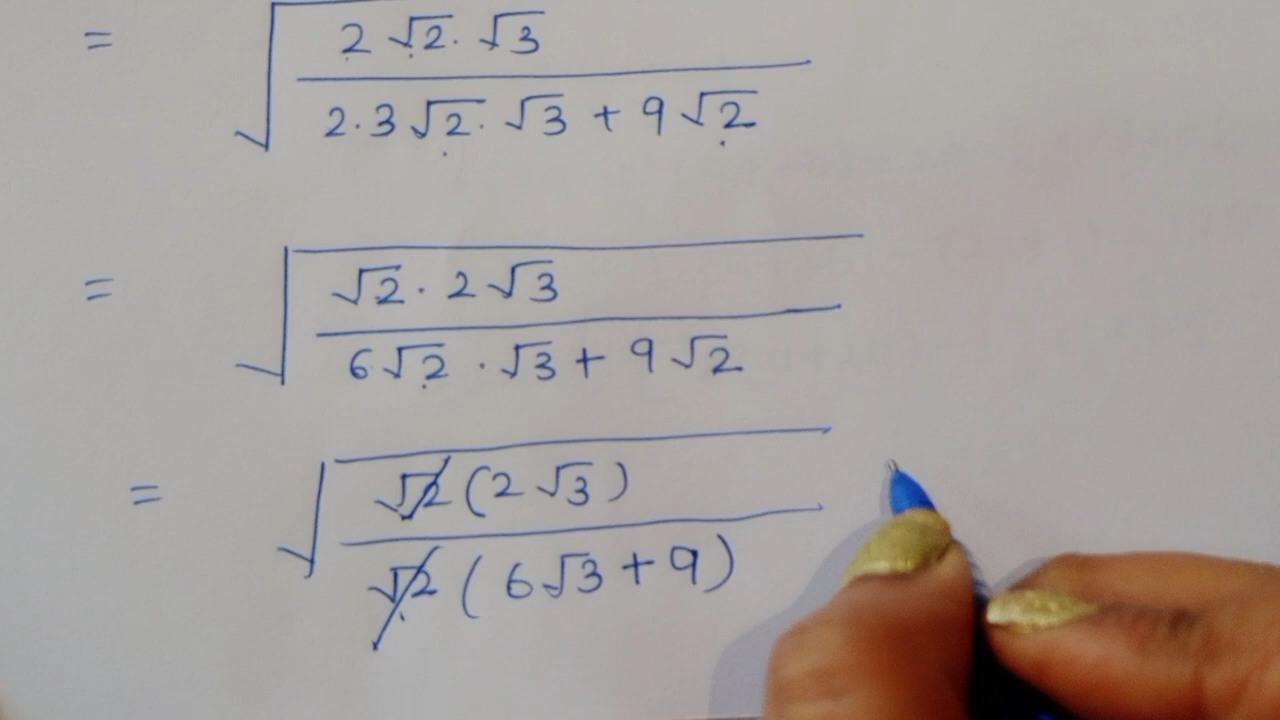 = √(2√2·√3 / 2·3√2·√3 + 9√2)
= √(√2·2√3 / 6√2·√3 + 9√2)
= √(√2(2√3) / √2(6√3+9))